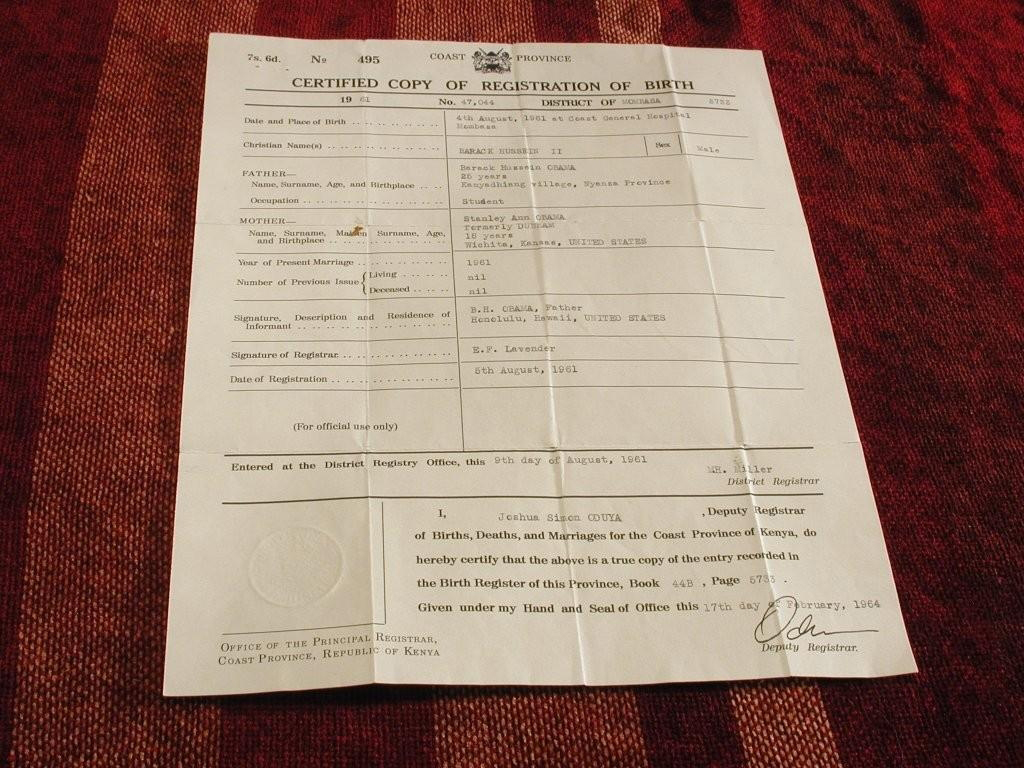 7s. 6d. No 495 COAST PROVINCE
CERTIFIED COPY OF REGISTRATION OF BIRTH
19 61 No. 47,044 DISTRICT OF MOMBASA 5733
Date and Place of Birth 4th August, 1961 at Coast General Hospital
Mombasa
Christian Name(s) BARACK HUSSEIN II Sex Male
FATHER— Barack Hussein OBAMA
Name, Surname, Age, and Birthplace 25 years
Kanyadhiang village, Nyanza Province
Occupation Student
MOTHER— Stanley Ann OBAMA
Name, Surname, Maiden Surname, Age, formerly DUNHAM
and Birthplace 18 years
Wichita, Kansas, UNITED STATES
Year of Present Marriage 1961
Number of Previous Issue { Living nil
Deceased nil
Signature, Description and Residence of B.H. OBAMA, Father
Informant Honolulu, Hawaii, UNITED STATES
Signature of Registrar E.F. Lavender
Date of Registration 5th August, 1961
(For official use only)
Entered at the District Registry Office, this 9th day of August, 1961
MH. Miller
District Registrar
I, Joshua Simon ODUYA, Deputy Registrar
of Births, Deaths, and Marriages for the Coast Province of Kenya, do
hereby certify that the above is a true copy of the entry recorded in
the Birth Register of this Province, Book 44B, Page 5733.
Given under my Hand and Seal of Office this 17th day of February, 1964
Deputy Registrar.
OFFICE OF THE PRINCIPAL REGISTRAR,
COAST PROVINCE, REPUBLIC OF KENYA